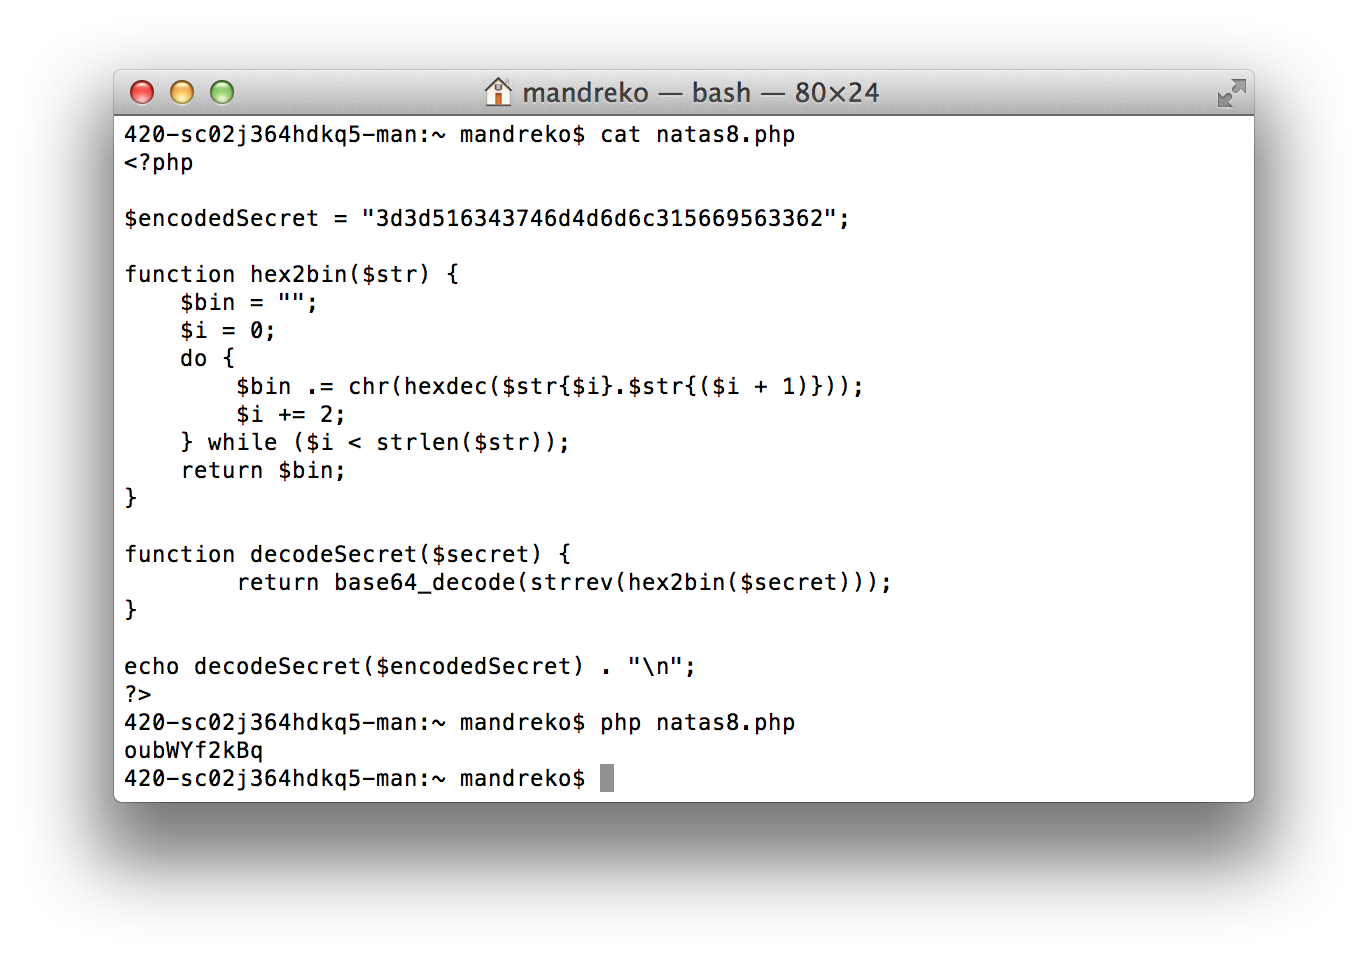 mandreko — bash — 80×24
420-sc02j364hdkq5-man:~ mandreko$ cat natas8.php
<?php

$encodedSecret = "3d3d516343746d4d6d6c315669563362";

function hex2bin($str) {
    $bin = "";
    $i = 0;
    do {
        $bin .= chr(hexdec($str{$i}.$str{($i + 1)}));
        $i += 2;
    } while ($i < strlen($str));
    return $bin;
}

function decodeSecret($secret) {
        return base64_decode(strrev(hex2bin($secret)));
}

echo decodeSecret($encodedSecret) . "\n";
?>
420-sc02j364hdkq5-man:~ mandreko$ php natas8.php
oubWYf2kBq
420-sc02j364hdkq5-man:~ mandreko$